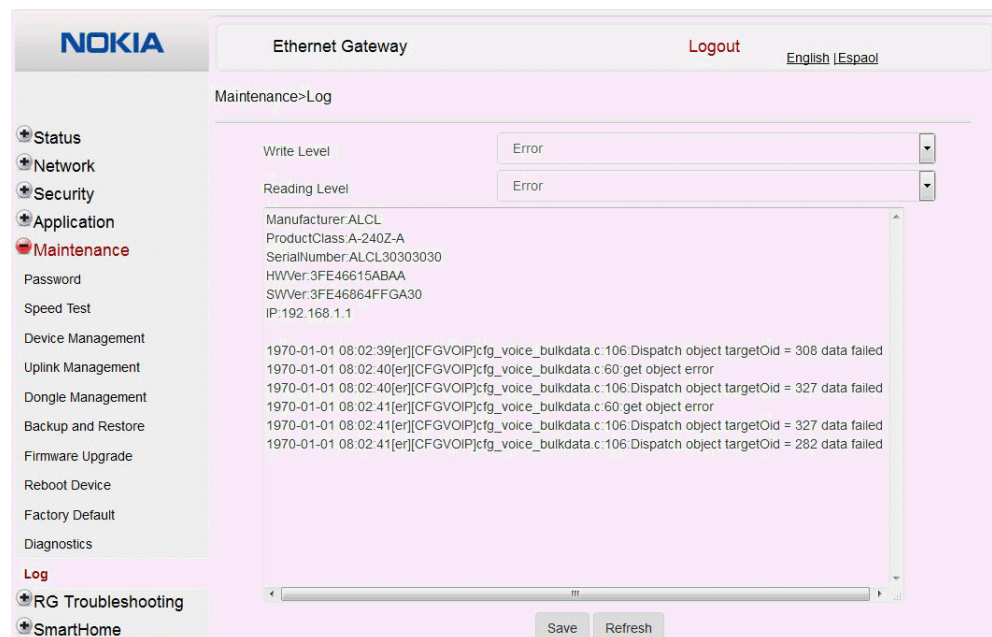 NOKIA
Ethernet Gateway
Logout
English | Espaol
Maintenance>Log
Status
Network
Security
Application
Maintenance
Password
Speed Test
Device Management
Uplink Management
Dongle Management
Backup and Restore
Firmware Upgrade
Reboot Device
Factory Default
Diagnostics
Log
RG Troubleshooting
SmartHome
Write Level Error
Reading Level Error
Manufacturer:ALCL
ProductClass:A-240Z-A
SerialNumber:ALCL30303030
HWVer:3FE46615ABAA
SWVer:3FE46864FFGA30
IP:192.168.1.1
1970-01-01 08:02:39[er][CFGVOIP]cfg_voice_bulkdata.c:106:Dispatch object targetOid = 308 data failed
1970-01-01 08:02:40[er][CFGVOIP]cfg_voice_bulkdata.c:60:get object error
1970-01-01 08:02:40[er][CFGVOIP]cfg_voice_bulkdata.c:106:Dispatch object targetOid = 327 data failed
1970-01-01 08:02:41[er][CFGVOIP]cfg_voice_bulkdata.c:60:get object error
1970-01-01 08:02:41[er][CFGVOIP]cfg_voice_bulkdata.c:106:Dispatch object targetOid = 327 data failed
1970-01-01 08:02:41[er][CFGVOIP]cfg_voice_bulkdata.c:106:Dispatch object targetOid = 282 data failed
Save Refresh